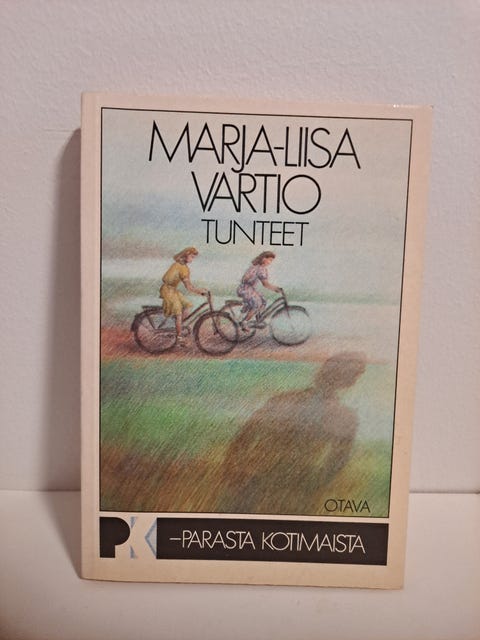 MARJA-LIISA
VARTIO
TUNTEET
OTAVA
PK –PARASTA KOTIMAISTA